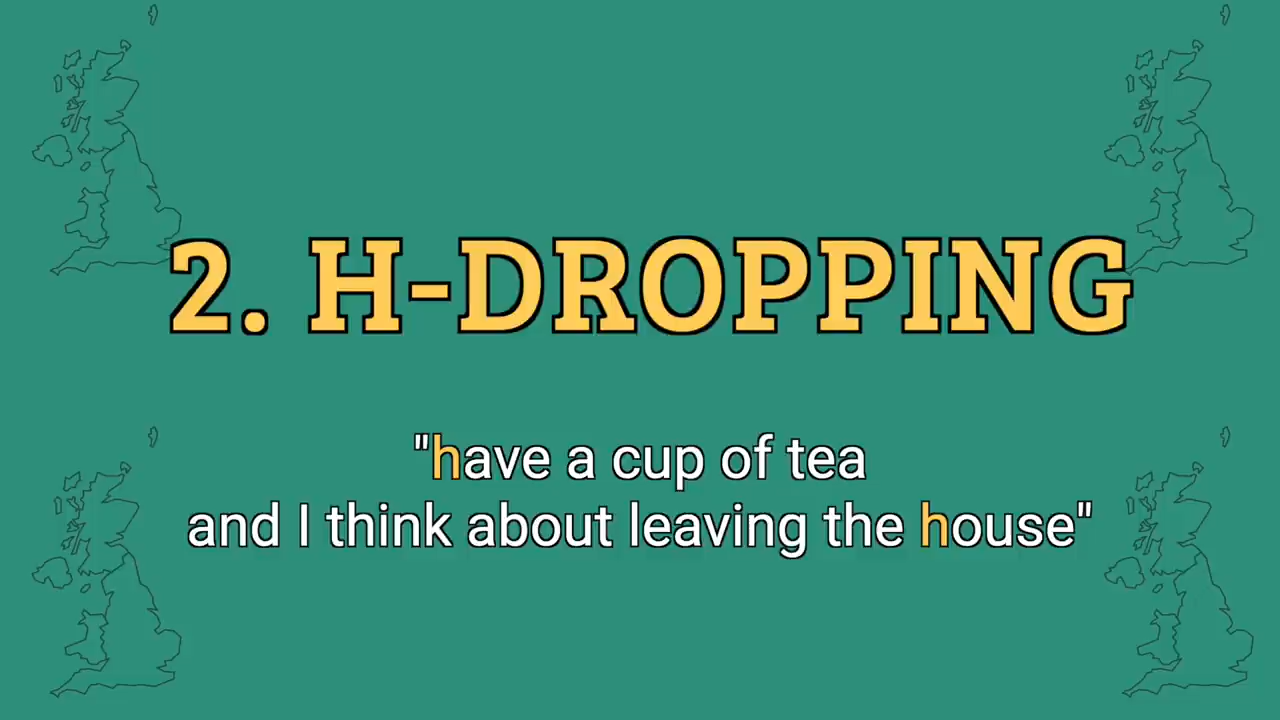 2. H-DROPPING
"have a cup of tea
and I think about leaving the house"